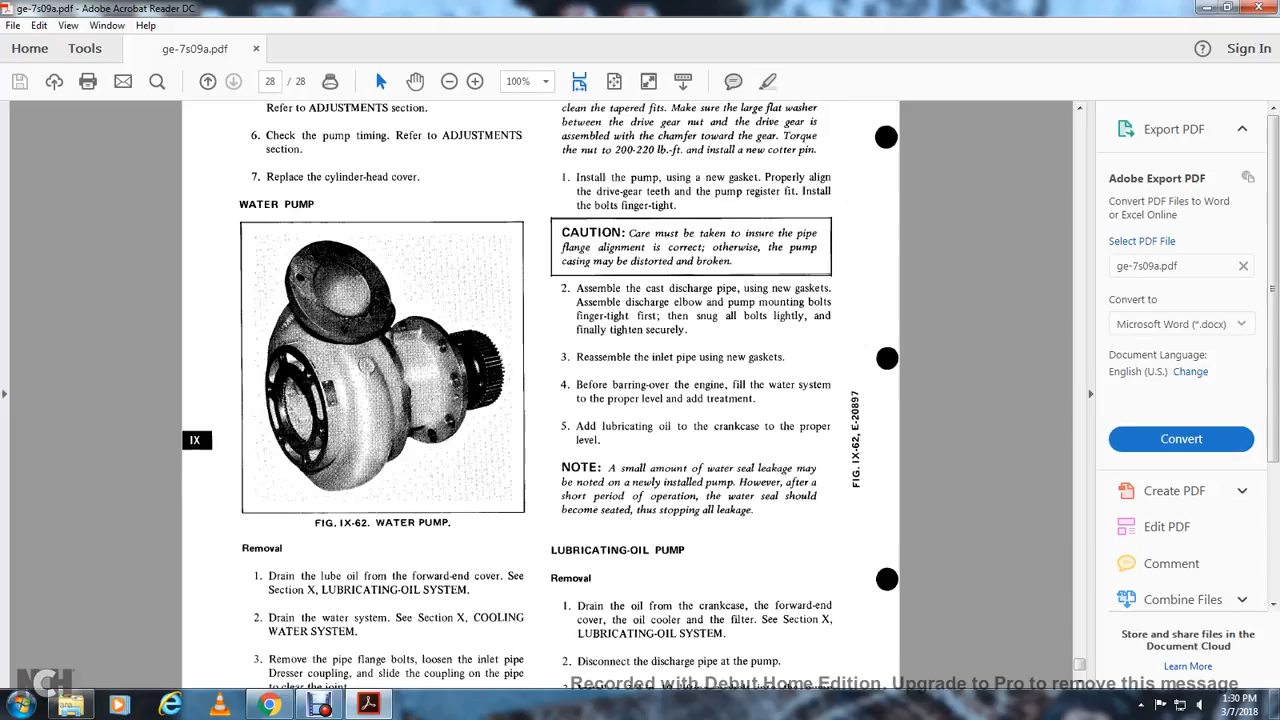 ge-7s09a.pdf - Adobe Acrobat Reader DC
File Edit View Window Help
Home Tools ge-7s09a.pdf × Sign In
28 / 28 100%
Refer to ADJUSTMENTS section.
6. Check the pump timing. Refer to ADJUSTMENTS
section.
7. Replace the cylinder-head cover.
WATER PUMP
IX
FIG. IX-62. WATER PUMP.
Removal
1. Drain the lube oil from the forward-end cover. See
Section X, LUBRICATING-OIL SYSTEM.
2. Drain the water system. See Section X, COOLING
WATER SYSTEM.
3. Remove the pipe flange bolts, loosen the inlet pipe
Dresser coupling, and slide the coupling on the pipe
to clear the joint.
clean the tapered fits. Make sure the large flat washer
between the drive gear nut and the drive gear is
assembled with the chamfer toward the gear. Torque
the nut to 200-220 lb.-ft. and install a new cotter pin.
1. Install the pump, using a new gasket. Properly align
the drive-gear teeth and the pump register fit. Install
the bolts finger-tight.
CAUTION: Care must be taken to insure the pipe
flange alignment is correct; otherwise, the pump
casing may be distorted and broken.
2. Assemble the cast discharge pipe, using new gaskets.
Assemble discharge elbow and pump mounting bolts
finger-tight first; then snug all bolts lightly, and
finally tighten securely.
3. Reassemble the inlet pipe using new gaskets.
4. Before barring-over the engine, fill the water system
to the proper level and add treatment.
5. Add lubricating oil to the crankcase to the proper
level.
NOTE: A small amount of water seal leakage may
be noted on a newly installed pump. However, after a
short period of operation, the water seal should
become seated, thus stopping all leakage.
LUBRICATING-OIL PUMP
Removal
1. Drain the oil from the crankcase, the forward-end
cover, the oil cooler and the filter. See Section X,
LUBRICATING-OIL SYSTEM.
2. Disconnect the discharge pipe at the pump.
FIG. IX-62, E-20897
Export PDF
Adobe Export PDF
Convert PDF Files to Word
or Excel Online
Select PDF File
ge-7s09a.pdf
Convert to
Microsoft Word (*.docx)
Document Language:
English (U.S.) Change
Convert
Create PDF
Edit PDF
Comment
Combine Files
Store and share files in the
Document Cloud
Learn More
NCH
Recorded with Debut Home Edition. Upgrade to Pro to remove this message
1:30 PM
3/7/2018